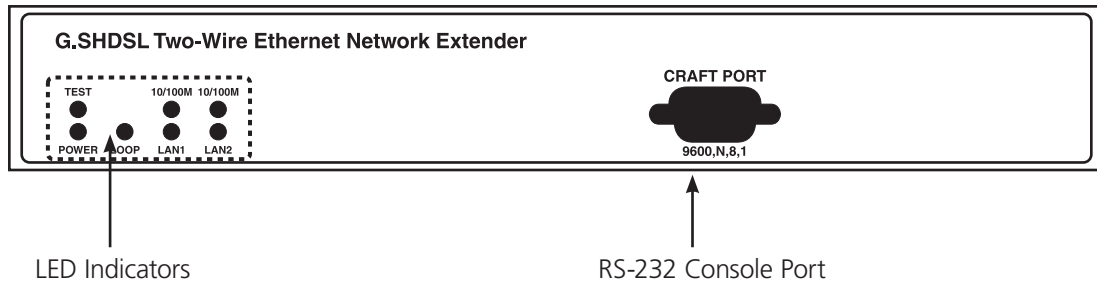 G.SHDSL Two-Wire Ethernet Network Extender
CRAFT PORT
TEST 10/100M 10/100M
POWER LOOP LAN1 LAN2
9600,N,8,1
LED Indicators
RS-232 Console Port